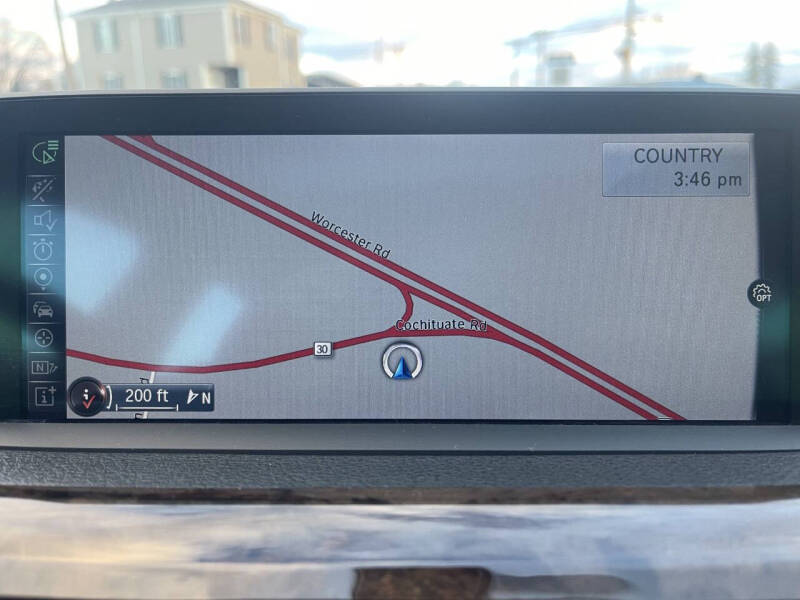 COUNTRY
3:46 pm
Worcester Rd
Cochituate Rd
OPT
30
N
i+
i
200 ft
N